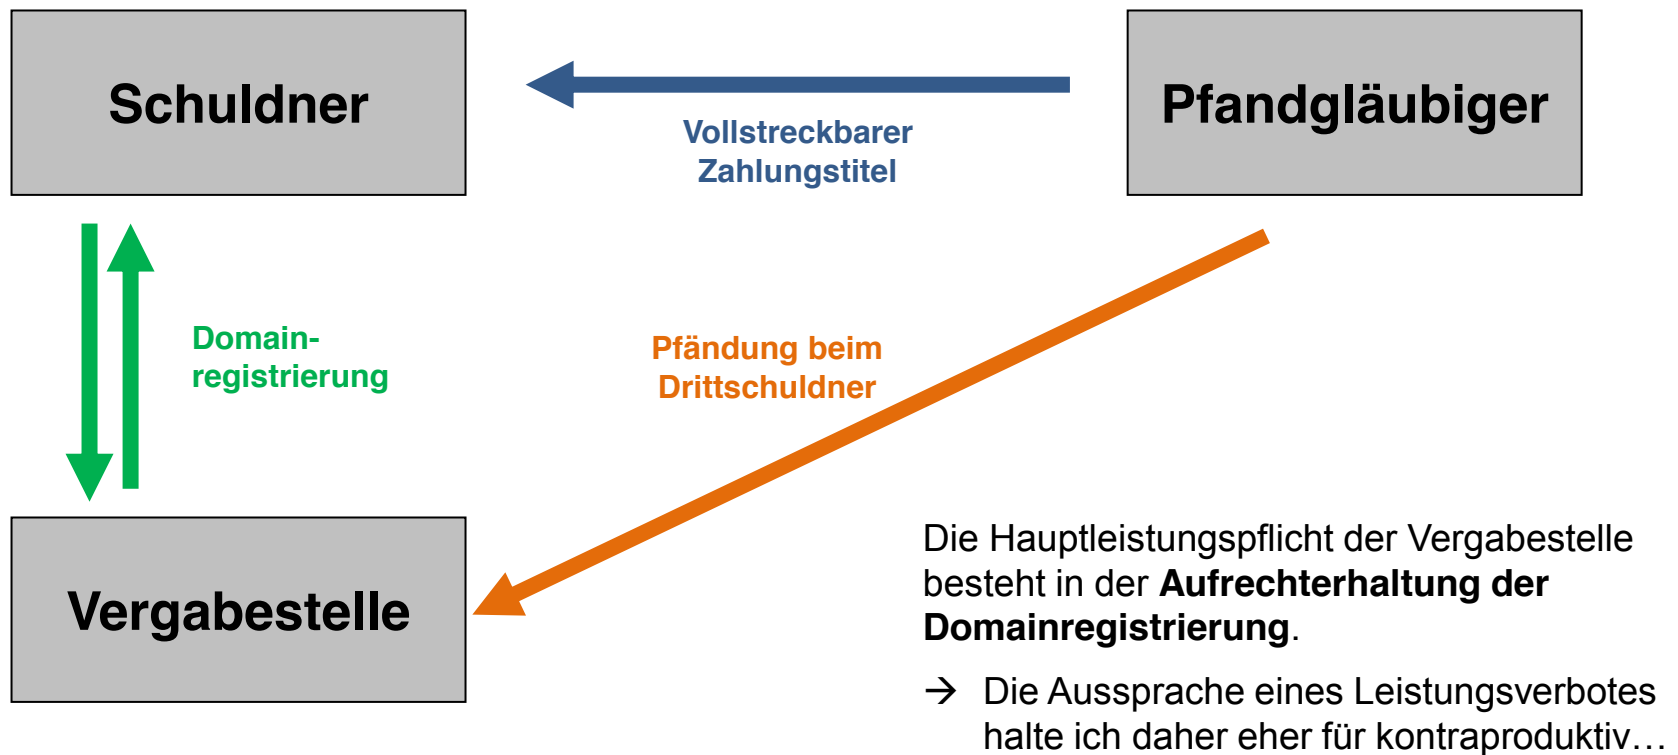 Schuldner
Pfandgläubiger
Vollstreckbarer
Zahlungstitel
Domain-
registrierung
Pfändung beim
Drittschuldner
Vergabestelle
Die Hauptleistungspflicht der Vergabestelle
besteht in der Aufrechterhaltung der
Domainregistrierung.
→ Die Aussprache eines Leistungsverbotes
halte ich daher eher für kontraproduktiv…